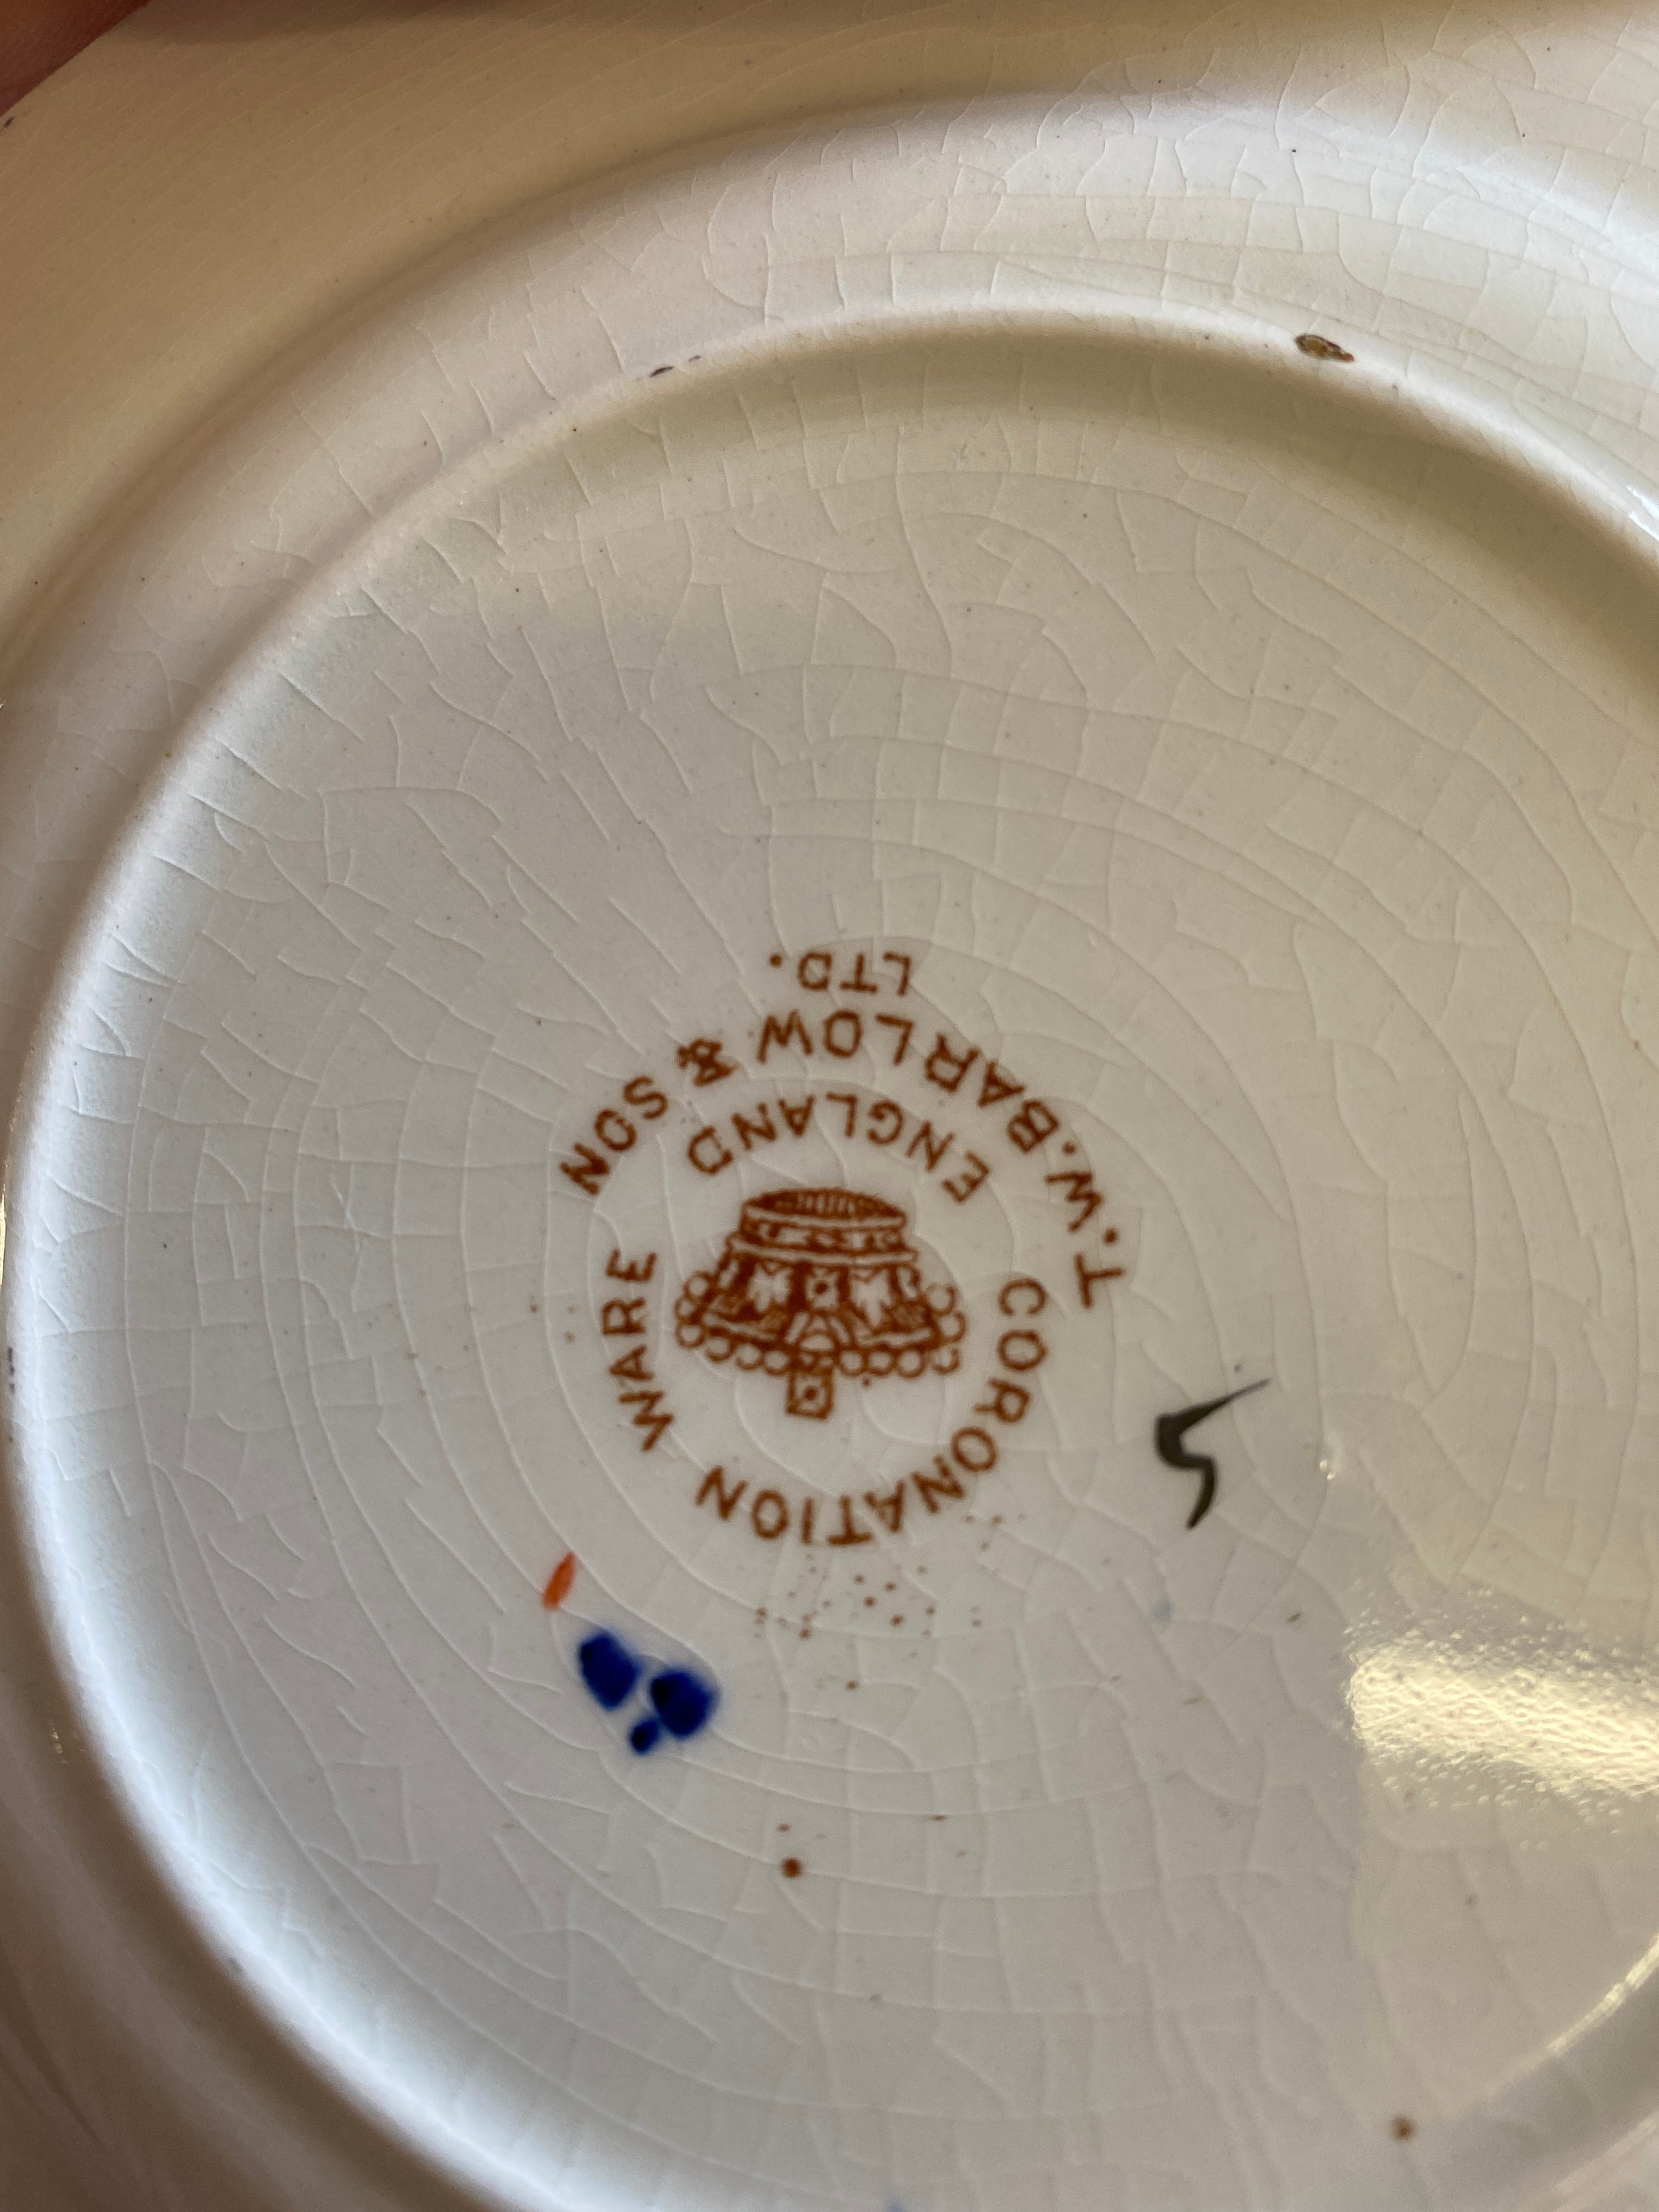 CORONATION WARE
ENGLAND
T.W.BARLOW & SON
LTD.